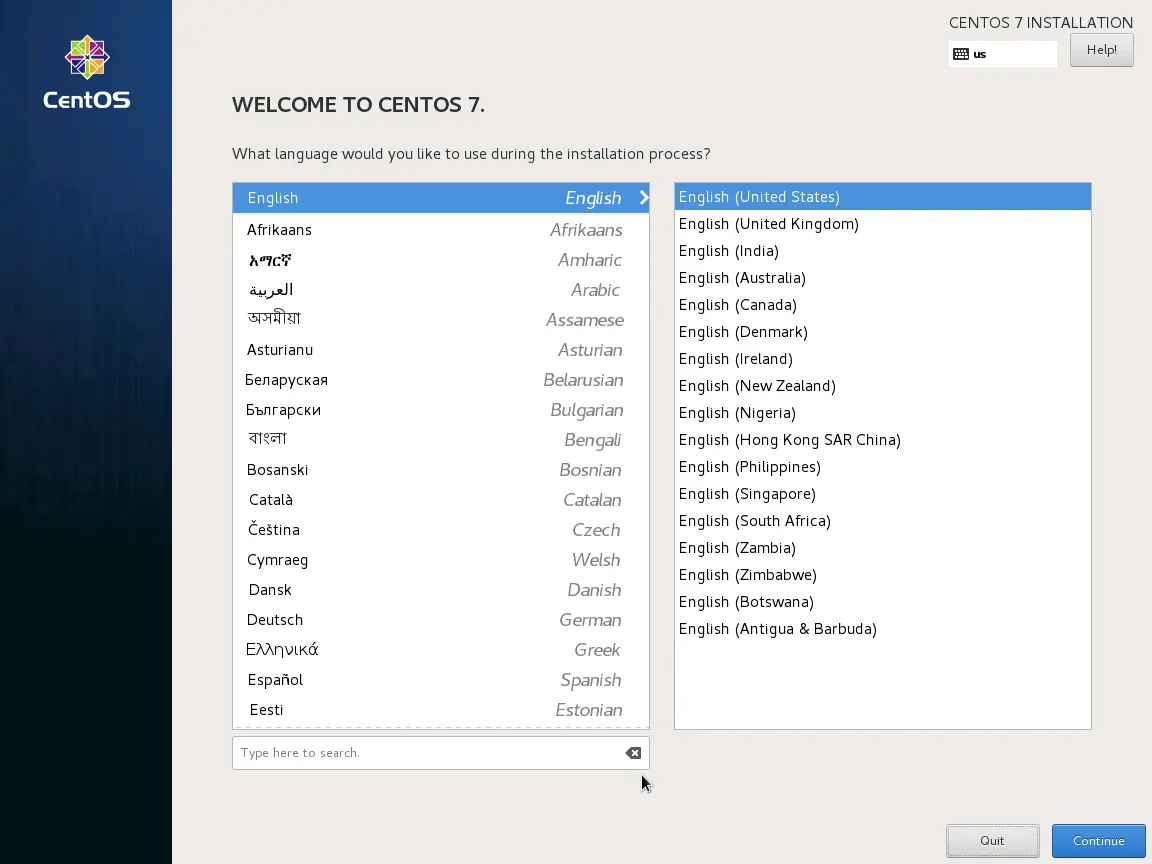 CentOS
CENTOS 7 INSTALLATION
us
Help!
WELCOME TO CENTOS 7.
What language would you like to use during the installation process?
English English
Afrikaans Afrikaans
አማርኛ Amharic
العربية Arabic
অসমীয়া Assamese
Asturianu Asturian
Беларуская Belarusian
Български Bulgarian
বাংলা Bengali
Bosanski Bosnian
Català Catalan
Čeština Czech
Cymraeg Welsh
Dansk Danish
Deutsch German
Ελληνικά Greek
Español Spanish
Eesti Estonian
Type here to search.
English (United States)
English (United Kingdom)
English (India)
English (Australia)
English (Canada)
English (Denmark)
English (Ireland)
English (New Zealand)
English (Nigeria)
English (Hong Kong SAR China)
English (Philippines)
English (Singapore)
English (South Africa)
English (Zambia)
English (Zimbabwe)
English (Botswana)
English (Antigua & Barbuda)
Quit
Continue